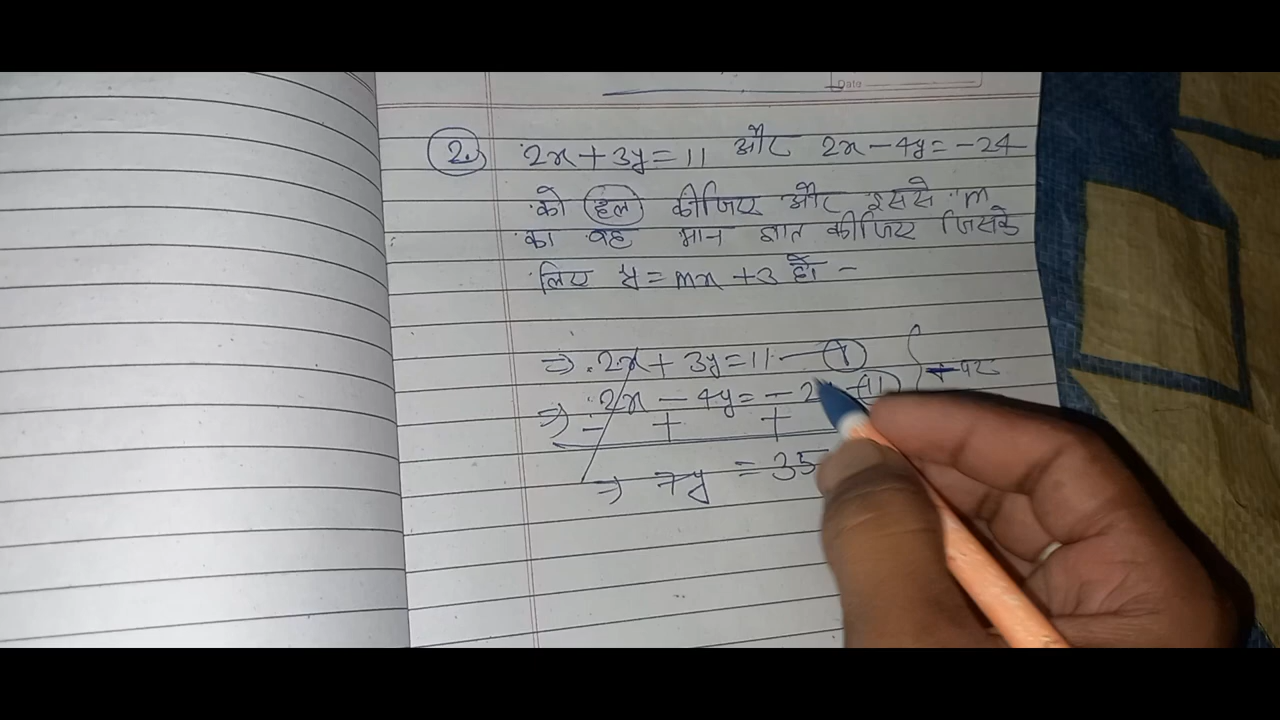 Date
2. 2x + 3y = 11 और 2x - 4y = -24
को हल कीजिए और इससे m
का वह मान ज्ञात कीजिए जिसके
लिए y = mx + 3 हो -
⇒ 2x + 3y = 11 - (I)
⇒ 2x - 4y = - 2 - (II)
- + +
⇒ 7y = 35